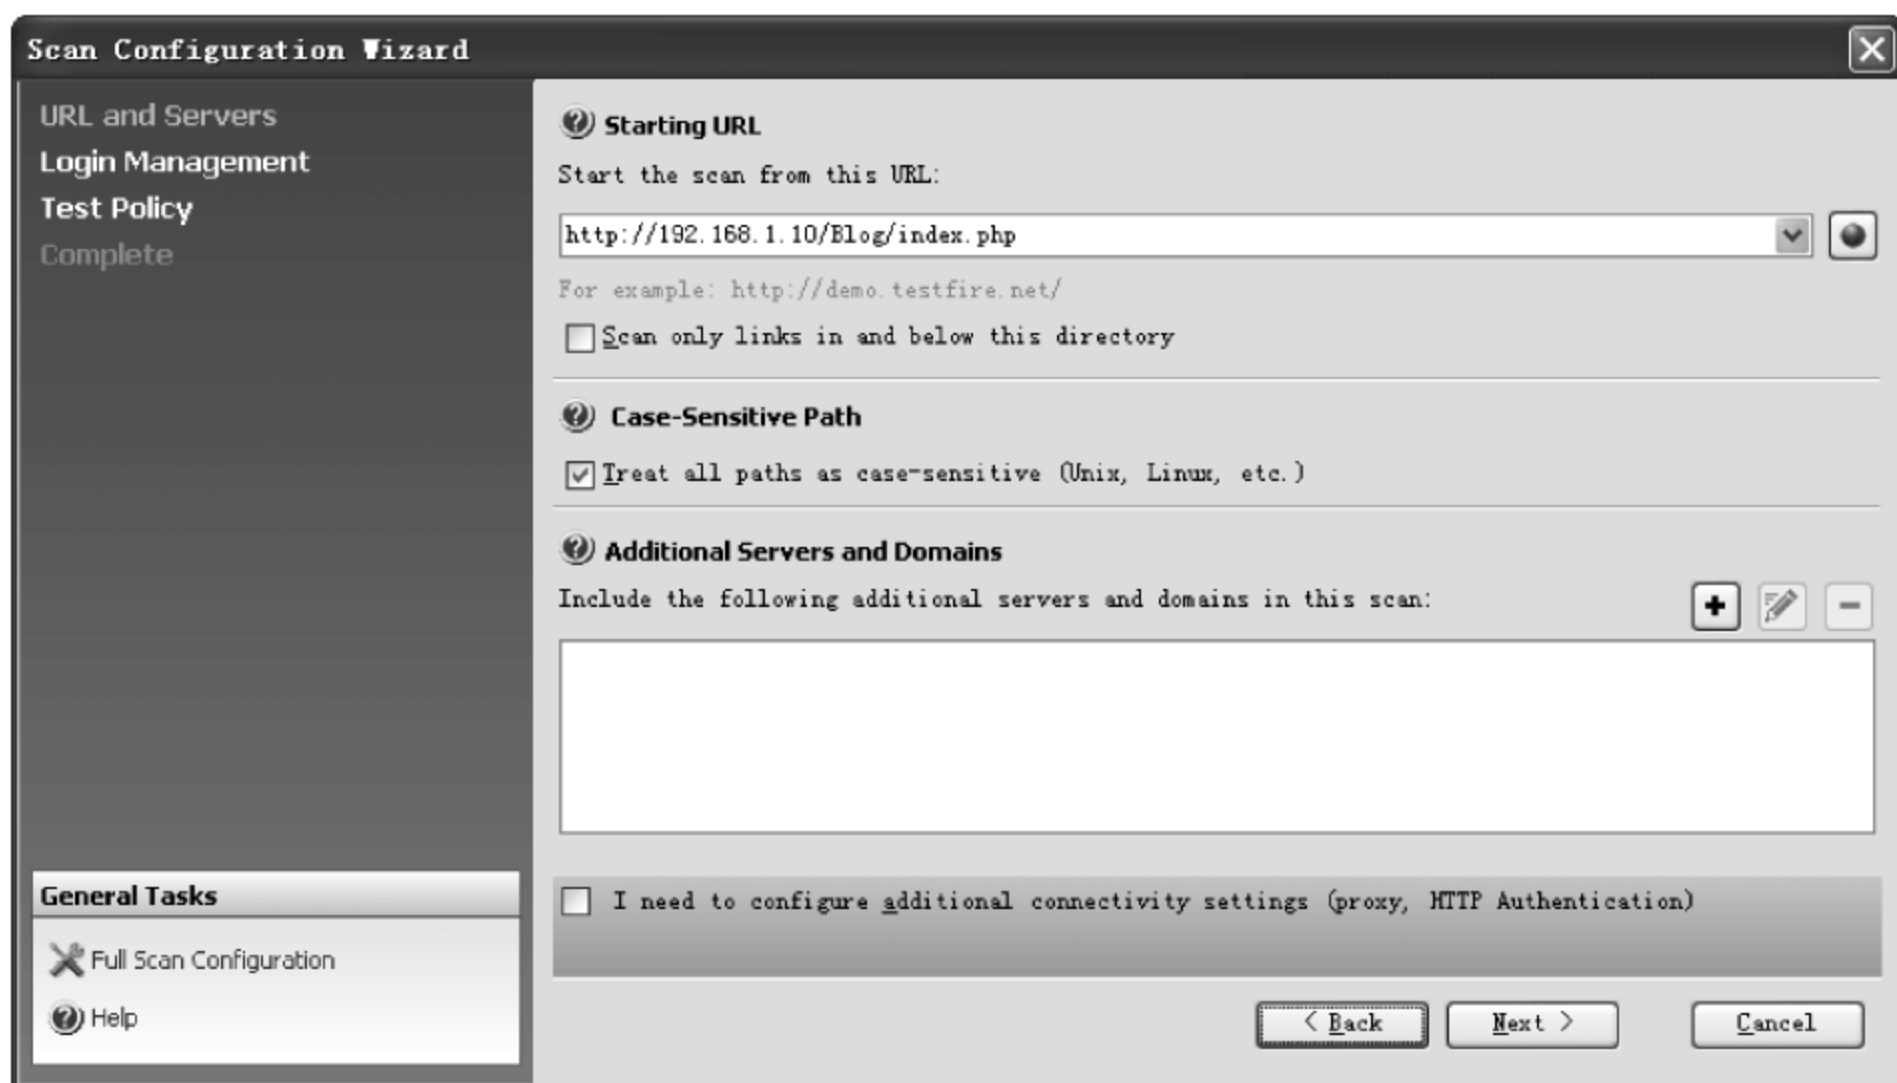 Scan Configuration Wizard
URL and Servers
Login Management
Test Policy
Complete
General Tasks
Full Scan Configuration
Help
Starting URL
Start the scan from this URL:
http://192.168.1.10/Blog/index.php
For example: http://demo.testfire.net/
Scan only links in and below this directory
Case-Sensitive Path
Treat all paths as case-sensitive (Unix, Linux, etc.)
Additional Servers and Domains
Include the following additional servers and domains in this scan:
I need to configure additional connectivity settings (proxy, HTTP Authentication)
< Back
Next >
Cancel